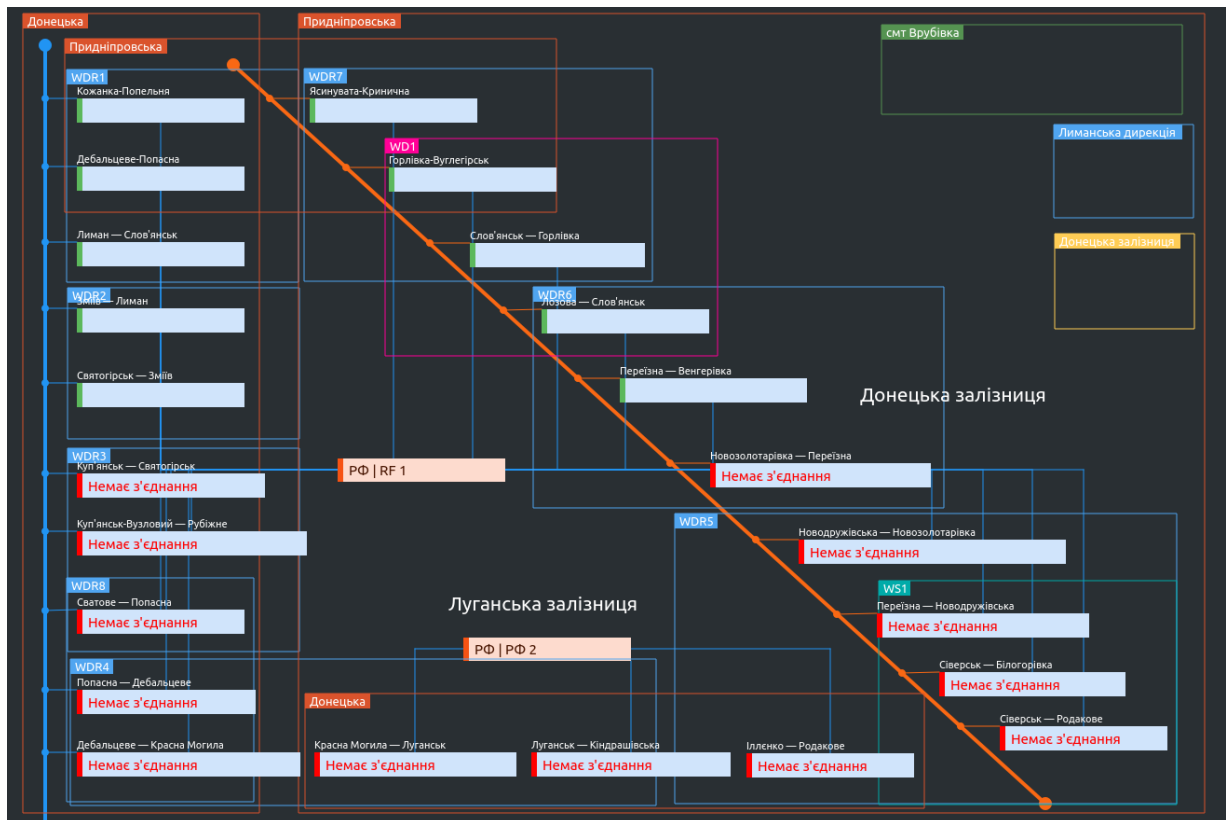 Донецька
Придніпровська
смт Врубівка
Придніпровська
WDR1
WDR7
Кожанка-Попельня
Ясинувата-Кринична
Лиманська дирекція
WD1
Дебальцеве-Попасна
Горлівка-Вуглегірськ
Лиман — Слов'янськ
Слов'янськ — Горлівка
Донецька залізниця
WDR2
WDR6
Зміїв — Лиман
Лозова — Слов'янськ
Святогірськ — Зміїв
Переїзна — Венгерівка
Донецька залізниця
WDR3
Куп'янськ — Святогірськ
Новозолотарівка — Переїзна
РФ | RF 1
Немає з'єднання
Немає з'єднання
WDR5
Куп'янськ-Вузловий — Рубіжне
Новодружівська — Новозолотарівка
Немає з'єднання
Немає з'єднання
WDR8
WS1
Сватове — Попасна
Луганська залізниця
Переїзна — Новодружівська
Немає з'єднання
Немає з'єднання
РФ | РФ 2
WDR4
Сіверськ — Білогорівка
Попасна — Дебальцеве
Немає з'єднання
Немає з'єднання
Донецька
Сіверськ — Родакове
Немає з'єднання
Дебальцеве — Красна Могила
Красна Могила — Луганськ
Луганськ — Кіндрашівська
Іллєнко — Родакове
Немає з'єднання
Немає з'єднання
Немає з'єднання
Немає з'єднання